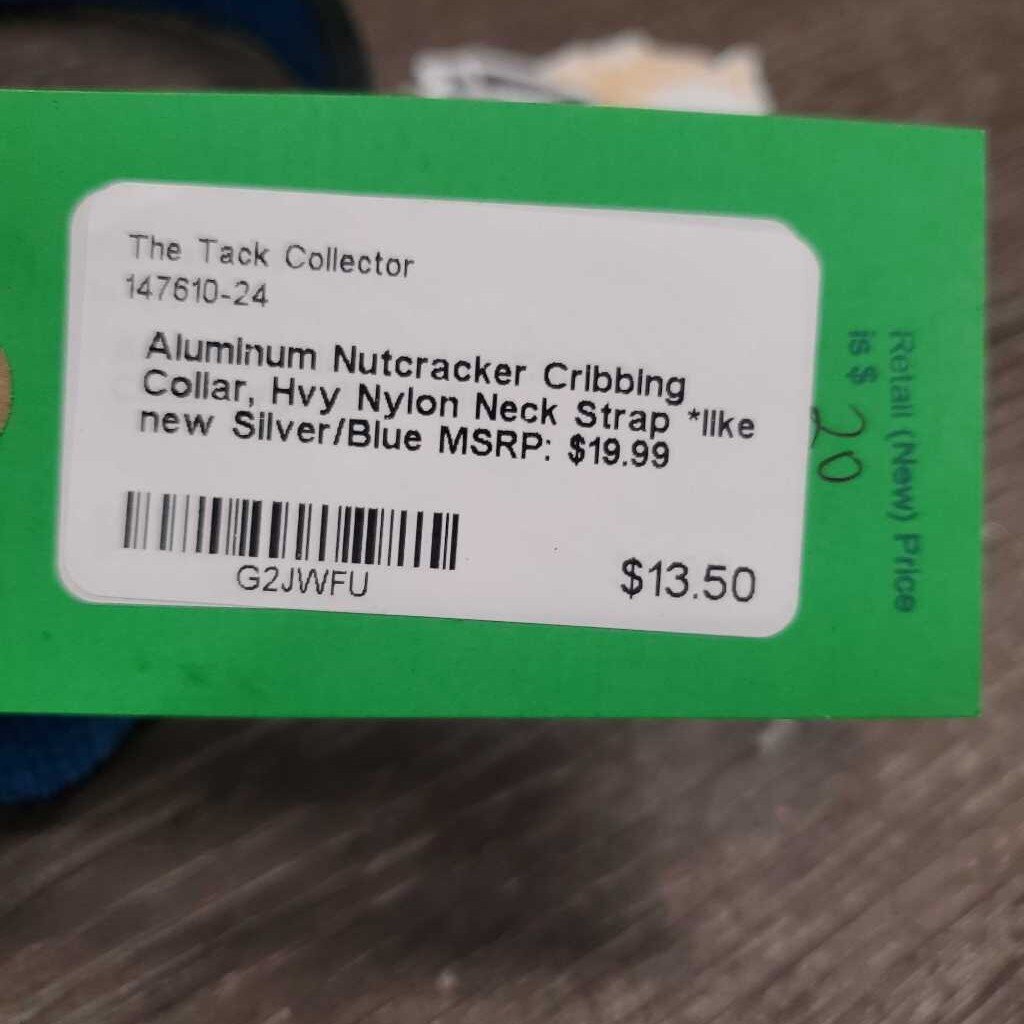 The Tack Collector
147610-24
Aluminum Nutcracker Cribbing
Collar, Hvy Nylon Neck Strap *like
new Silver/Blue MSRP: $19.99
G2JWFU
$13.50
Retail (New) Price
is $ 20